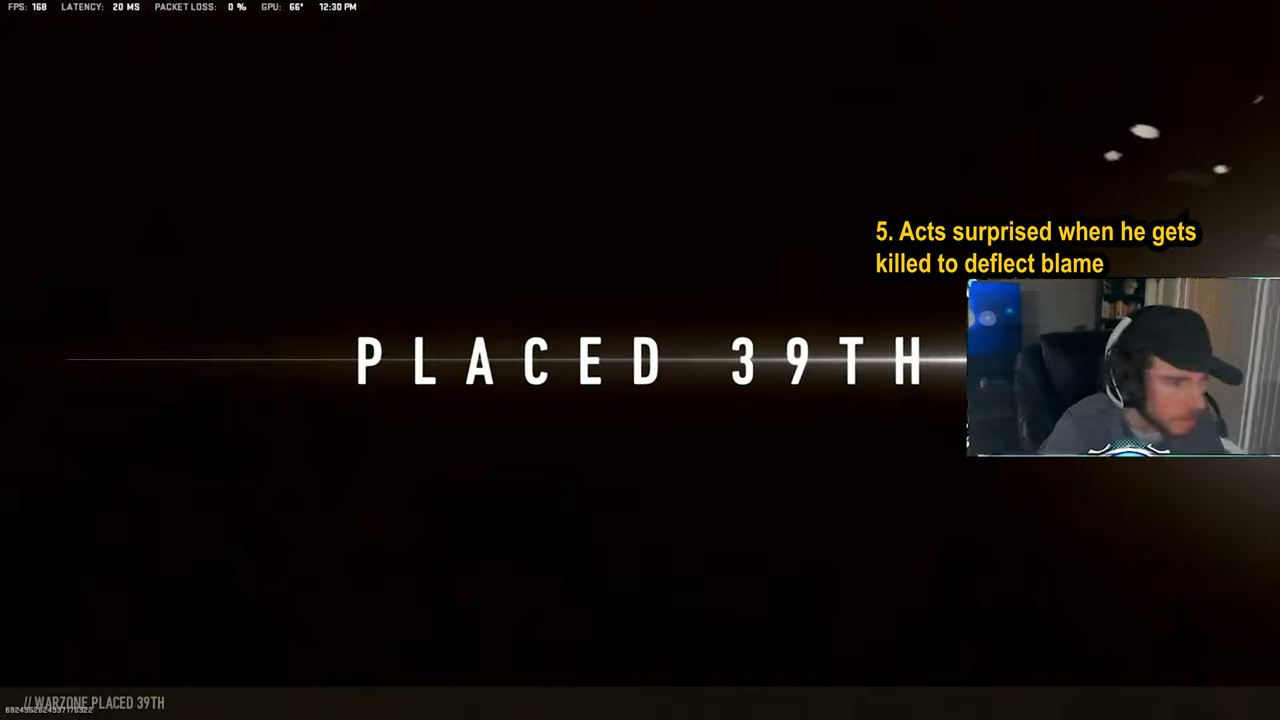 FPS: 168 LATENCY: 20 MS PACKET LOSS: 0 % GPU: 66° 12:30 PM
5. Acts surprised when he gets
killed to deflect blame
PLACED 39TH
// WARZONE PLACED 39TH